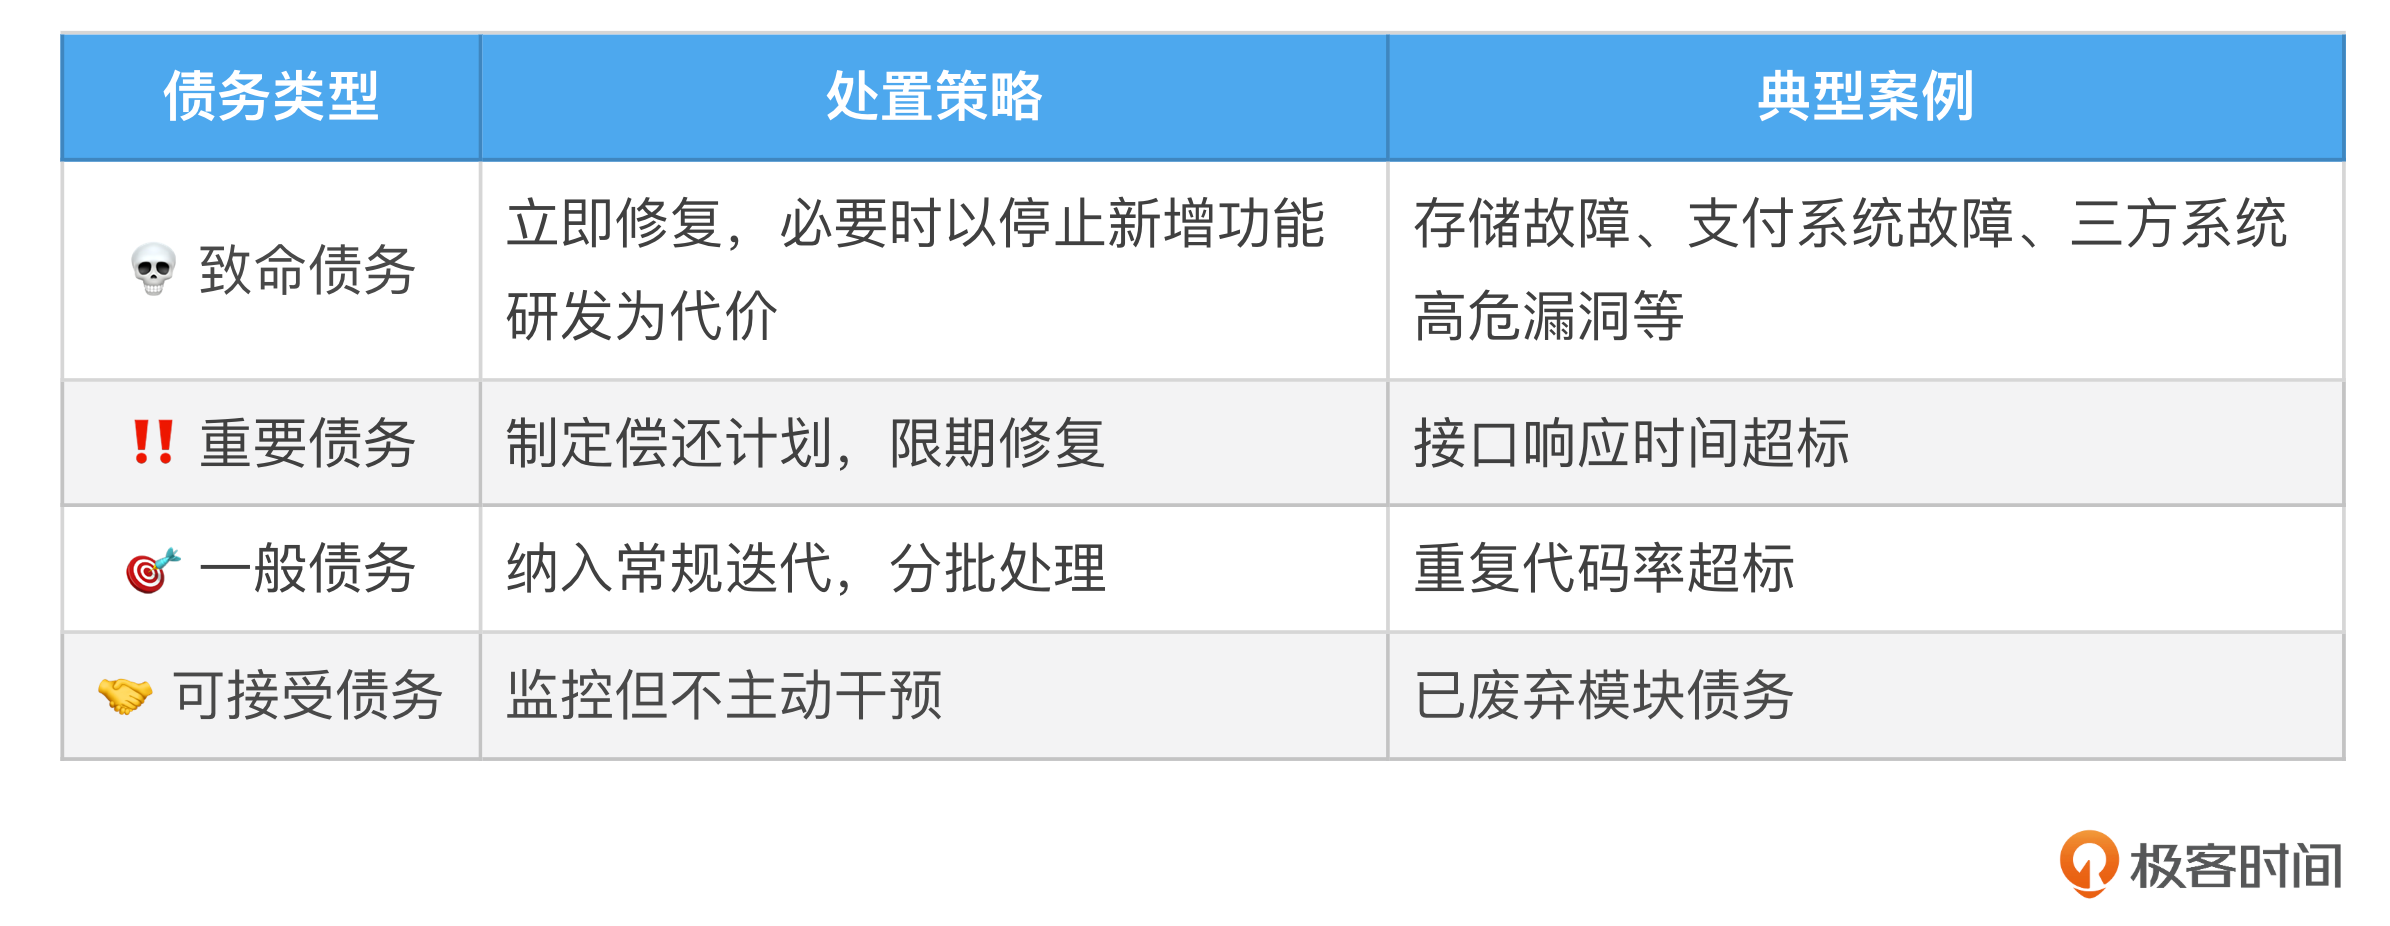 债务类型 处置策略 典型案例
💀 致命债务 立即修复，必要时以停止新增功能 存储故障、支付系统故障、三方系统
研发为代价 高危漏洞等
‼️ 重要债务 制定偿还计划，限期修复 接口响应时间超标
🎯 一般债务 纳入常规迭代，分批处理 重复代码率超标
🤝 可接受债务 监控但不主动干预 已废弃模块债务
极客时间